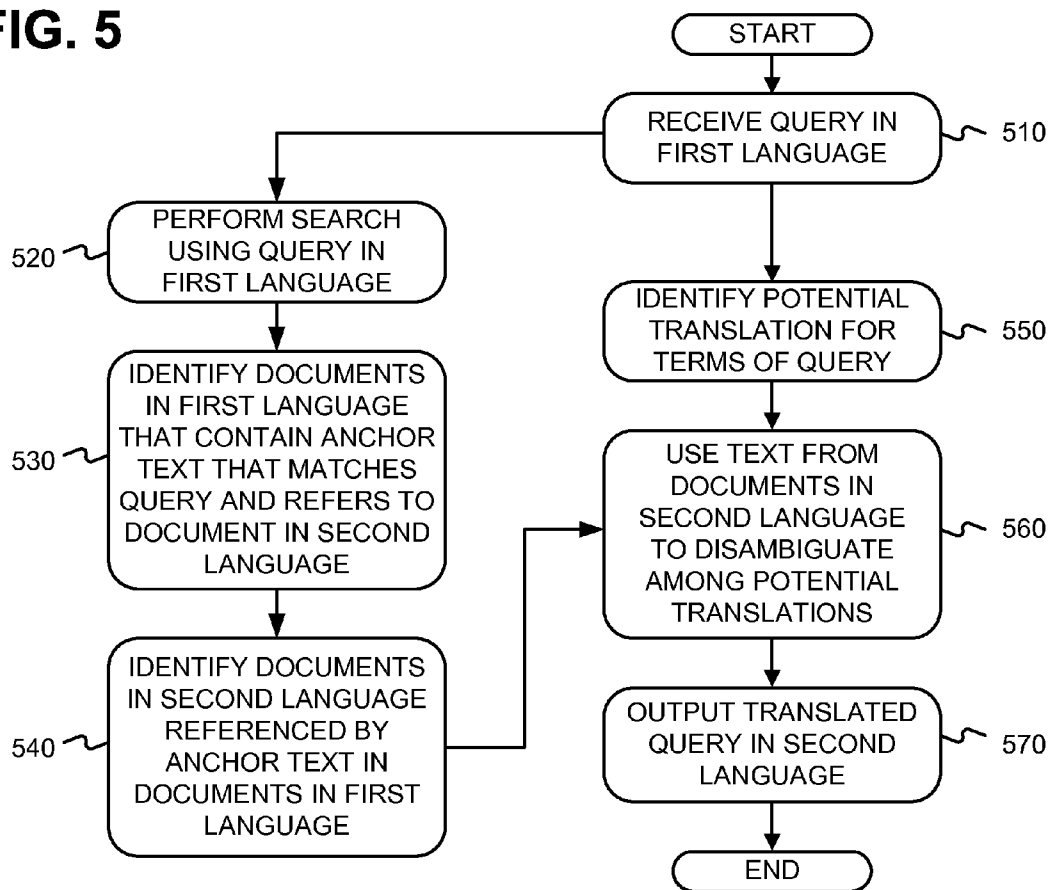 FIG. 5
START
RECEIVE QUERY IN
FIRST LANGUAGE
510
PERFORM SEARCH
USING QUERY IN
FIRST LANGUAGE
520
IDENTIFY DOCUMENTS
IN FIRST LANGUAGE
THAT CONTAIN ANCHOR
TEXT THAT MATCHES
QUERY AND REFERS TO
DOCUMENT IN SECOND
LANGUAGE
530
IDENTIFY DOCUMENTS
IN SECOND LANGUAGE
REFERENCED BY
ANCHOR TEXT IN
DOCUMENTS IN FIRST
LANGUAGE
540
IDENTIFY POTENTIAL
TRANSLATION FOR
TERMS OF QUERY
550
USE TEXT FROM
DOCUMENTS IN
SECOND LANGUAGE
TO DISAMBIGUATE
AMONG POTENTIAL
TRANSLATIONS
560
OUTPUT TRANSLATED
QUERY IN SECOND
LANGUAGE
570
END